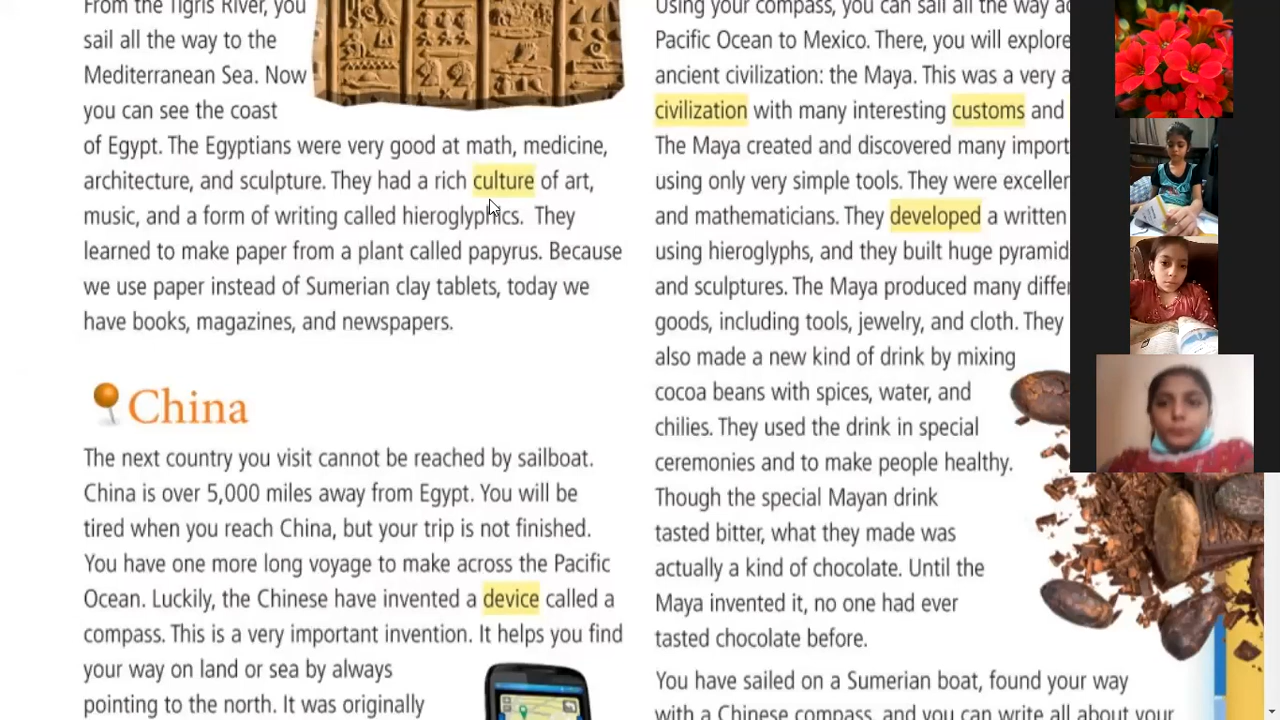 From the Tigris River, you
sail all the way to the
Mediterranean Sea. Now
you can see the coast
of Egypt. The Egyptians were very good at math, medicine,
architecture, and sculpture. They had a rich culture of art,
music, and a form of writing called hieroglyphics. They
learned to make paper from a plant called papyrus. Because
we use paper instead of Sumerian clay tablets, today we
have books, magazines, and newspapers.
China
The next country you visit cannot be reached by sailboat.
China is over 5,000 miles away from Egypt. You will be
tired when you reach China, but your trip is not finished.
You have one more long voyage to make across the Pacific
Ocean. Luckily, the Chinese have invented a device called a
compass. This is a very important invention. It helps you find
your way on land or sea by always
pointing to the north. It was originally
Using your compass, you can sail all the way
Pacific Ocean to Mexico. There, you will explore
ancient civilization: the Maya. This was a very
civilization with many interesting customs and
The Maya created and discovered many
using only very simple tools. They were
and mathematicians. They developed a written
using hieroglyphs, and they built huge
and sculptures. The Maya produced many
goods, including tools, jewelry, and cloth. They
also made a new kind of drink by mixing
cocoa beans with spices, water, and
chilies. They used the drink in special
ceremonies and to make people healthy.
Though the special Mayan drink
tasted bitter, what they made was
actually a kind of chocolate. Until the
Maya invented it, no one had ever
tasted chocolate before.
You have sailed on a Sumerian boat, found your way
with a Chinese compass, and you can write all about your